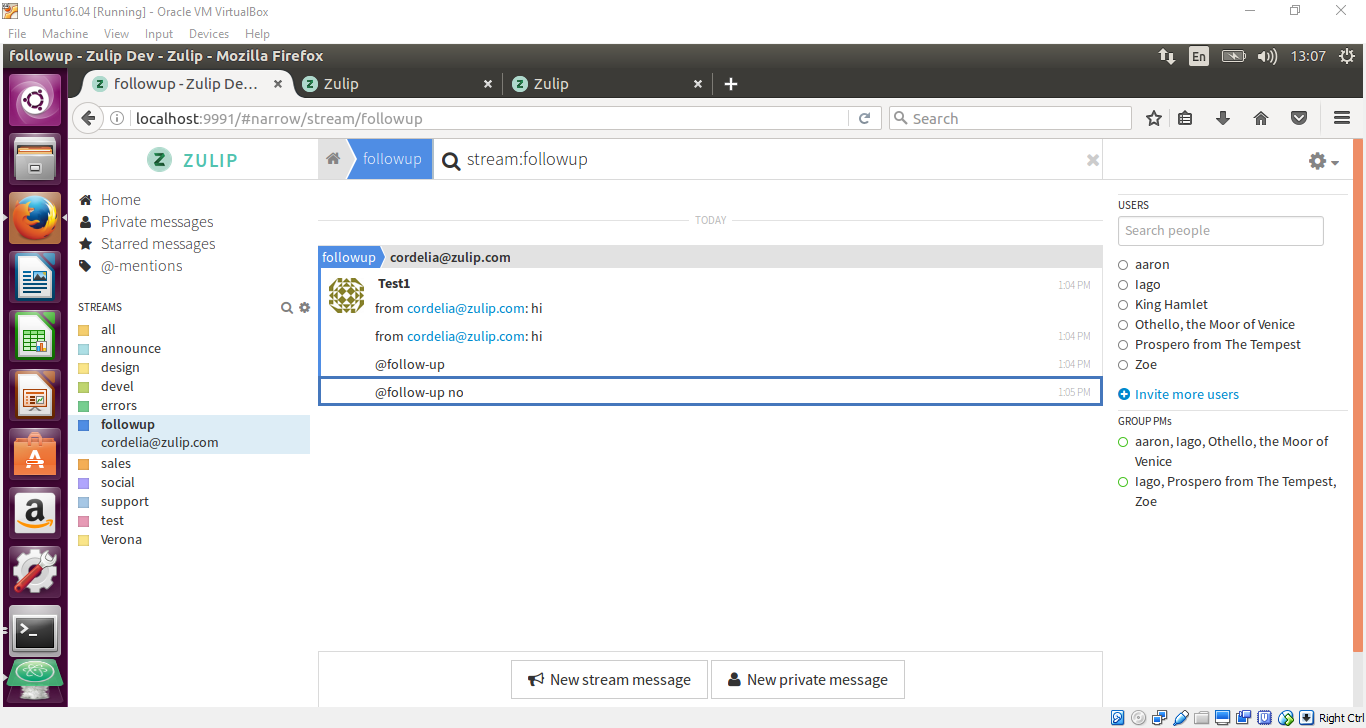 Ubuntu16.04 [Running] - Oracle VM VirtualBox
File Machine View Input Devices Help
followup - Zulip Dev - Zulip - Mozilla Firefox
En
13:07
followup - Zulip De...
Zulip
Zulip
localhost:9991/#narrow/stream/followup
Search
Z ZULIP
followup
stream:followup
Home
Private messages
Starred messages
@-mentions
STREAMS
all
announce
design
devel
errors
followup
cordelia@zulip.com
sales
social
support
test
Verona
TODAY
followup cordelia@zulip.com
Test1 1:04 PM
from cordelia@zulip.com: hi
from cordelia@zulip.com: hi 1:04 PM
@follow-up 1:04 PM
@follow-up no 1:05 PM
New stream message
New private message
USERS
Search people
aaron
Iago
King Hamlet
Othello, the Moor of Venice
Prospero from The Tempest
Zoe
Invite more users
GROUP PMs
aaron, Iago, Othello, the Moor of
Venice
Iago, Prospero from The Tempest,
Zoe
Right Ctrl